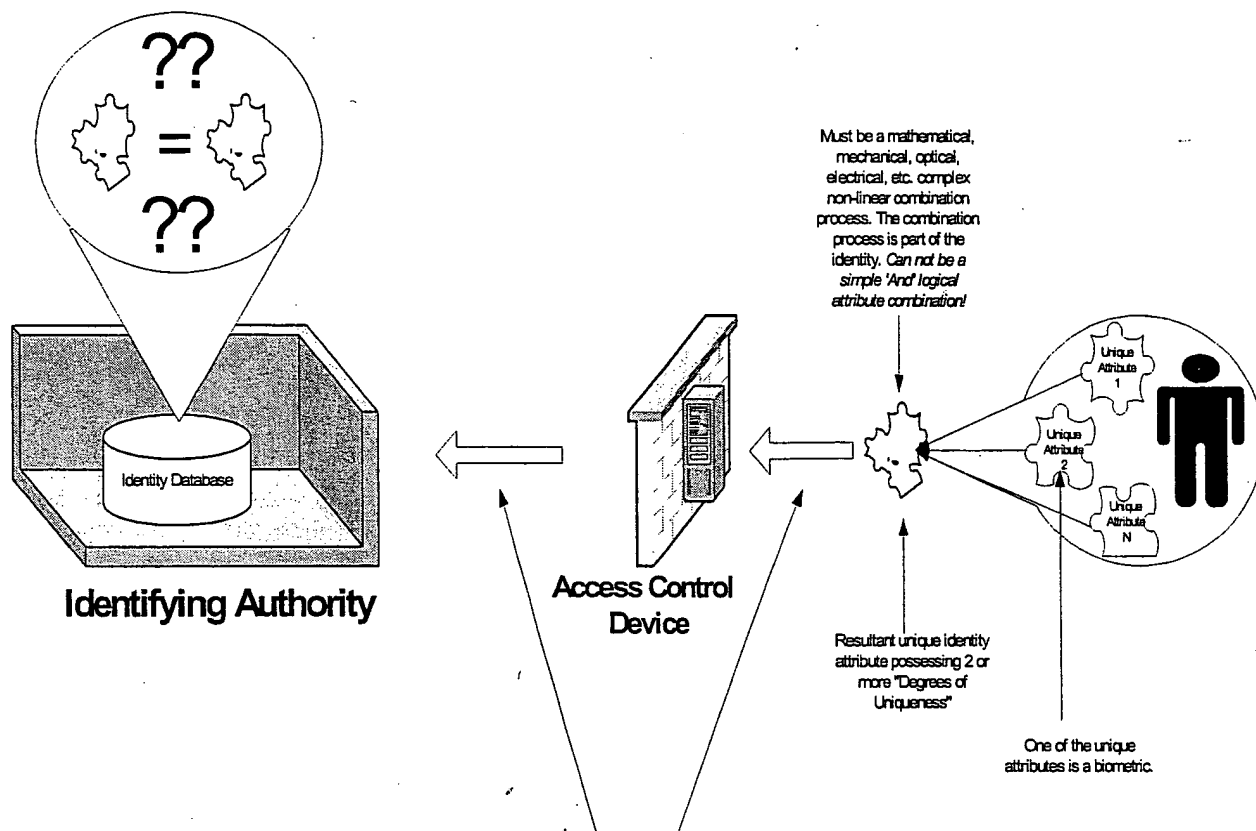 ??
=
??
Identity Database
Identifying Authority
Access Control
Device
Must be a mathematical,
mechanical, optical,
electrical, etc. complex
non-linear combination
process. The combination
process is part of the
identity. Can not be a
simple 'And' logical
attribute combination!
Resultant unique identity
attribute possessing 2 or
more "Degrees of
Uniqueness"
Unique
Attribute
1
Unique
Attribute
2
Unique
Attribute
N
One of the unique
attributes is a biometric.